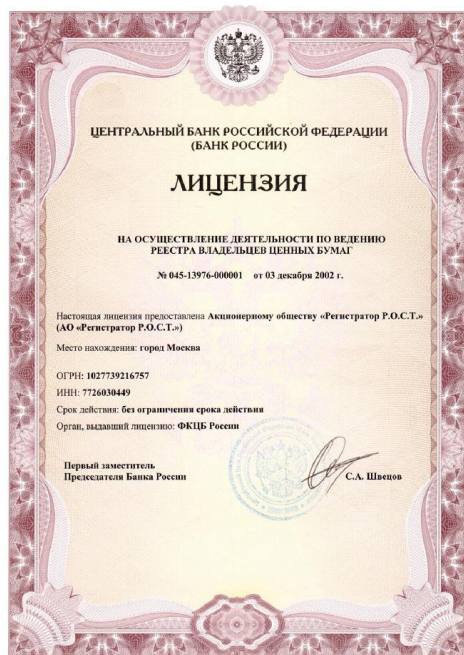 ЦЕНТРАЛЬНЫЙ БАНК РОССИЙСКОЙ ФЕДЕРАЦИИ
(БАНК РОССИИ)
ЛИЦЕНЗИЯ
НА ОСУЩЕСТВЛЕНИЕ ДЕЯТЕЛЬНОСТИ ПО ВЕДЕНИЮ
РЕЕСТРА ВЛАДЕЛЬЦЕВ ЦЕННЫХ БУМАГ
№ 045-13976-000001 от 03 декабря 2002 г.
Настоящая лицензия предоставлена Акционерному обществу «Регистратор Р.О.С.Т.»
(АО «Регистратор Р.О.С.Т.»)
Место нахождения: город Москва
ОГРН: 1027739216757
ИНН: 7726030449
Срок действия: без ограничения срока действия
Орган, выдавший лицензию: ФКЦБ России
Первый заместитель
Председателя Банка России
С.А. Швецов